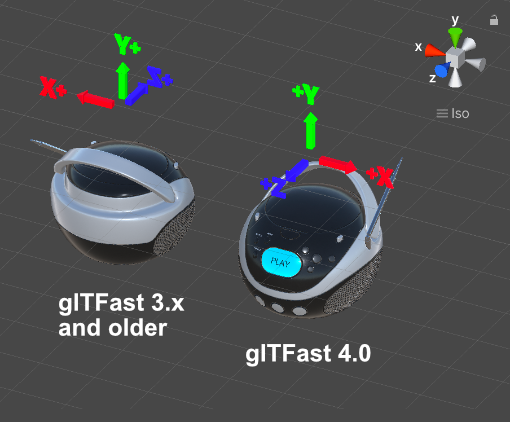 y
x
z
Iso
Y+
X+
Z+
+Y
+Z
+X
PLAY
glTFast 3.x
and older
glTFast 4.0